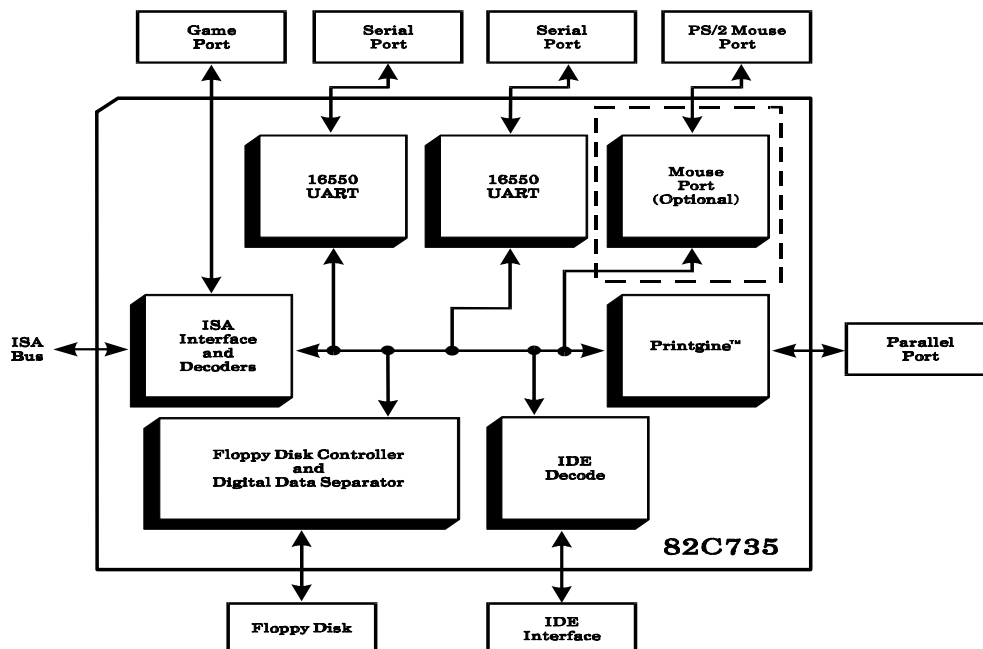 Game
Port
Serial
Port
Serial
Port
PS/2 Mouse
Port
16550
UART
16550
UART
Mouse
Port
(Optional)
ISA
Bus
ISA
Interface
and
Decoders
Printgine™
Parallel
Port
Floppy Disk Controller
and
Digital Data Separator
IDE
Decode
82C735
Floppy Disk
IDE
Interface